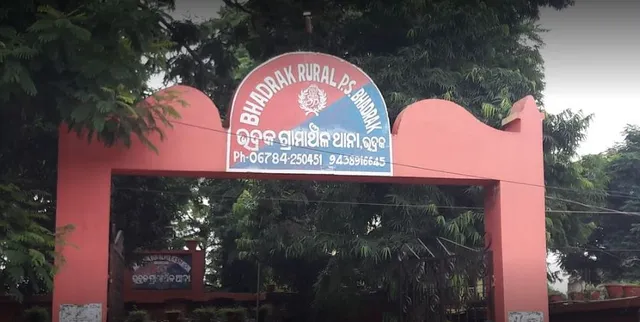 BHADRAK RURAL P.S. BHADRAK
ଭଦ୍ରକ ଗ୍ରାମାଞ୍ଚଳ ଥାନା, ଭଦ୍ରକ
Ph-06784-250451 9438916645